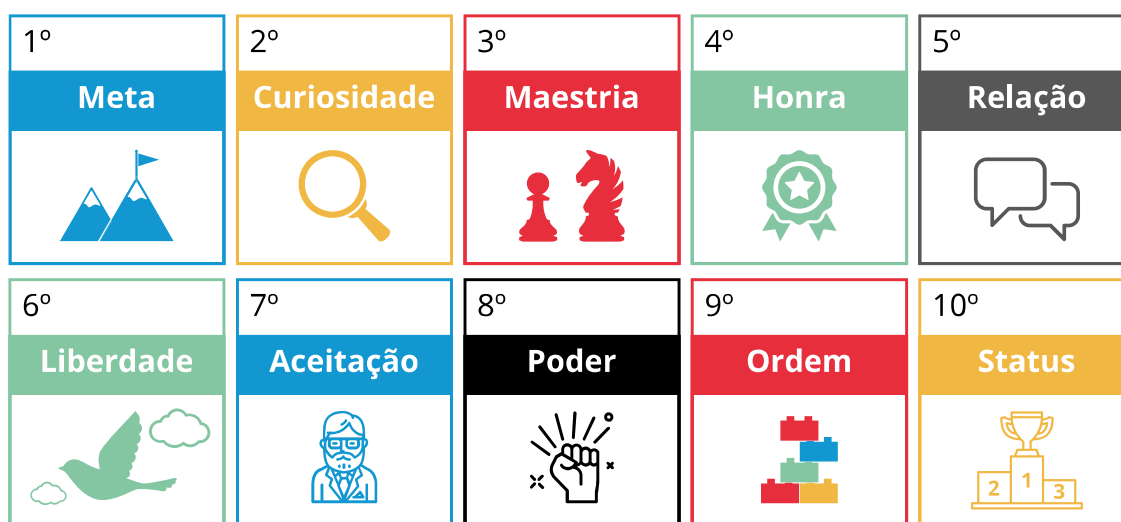 1º
Meta
2º
Curiosidade
3º
Maestria
4º
Honra
5º
Relação
6º
Liberdade
7º
Aceitação
8º
Poder
9º
Ordem
10º
Status
2
1
3